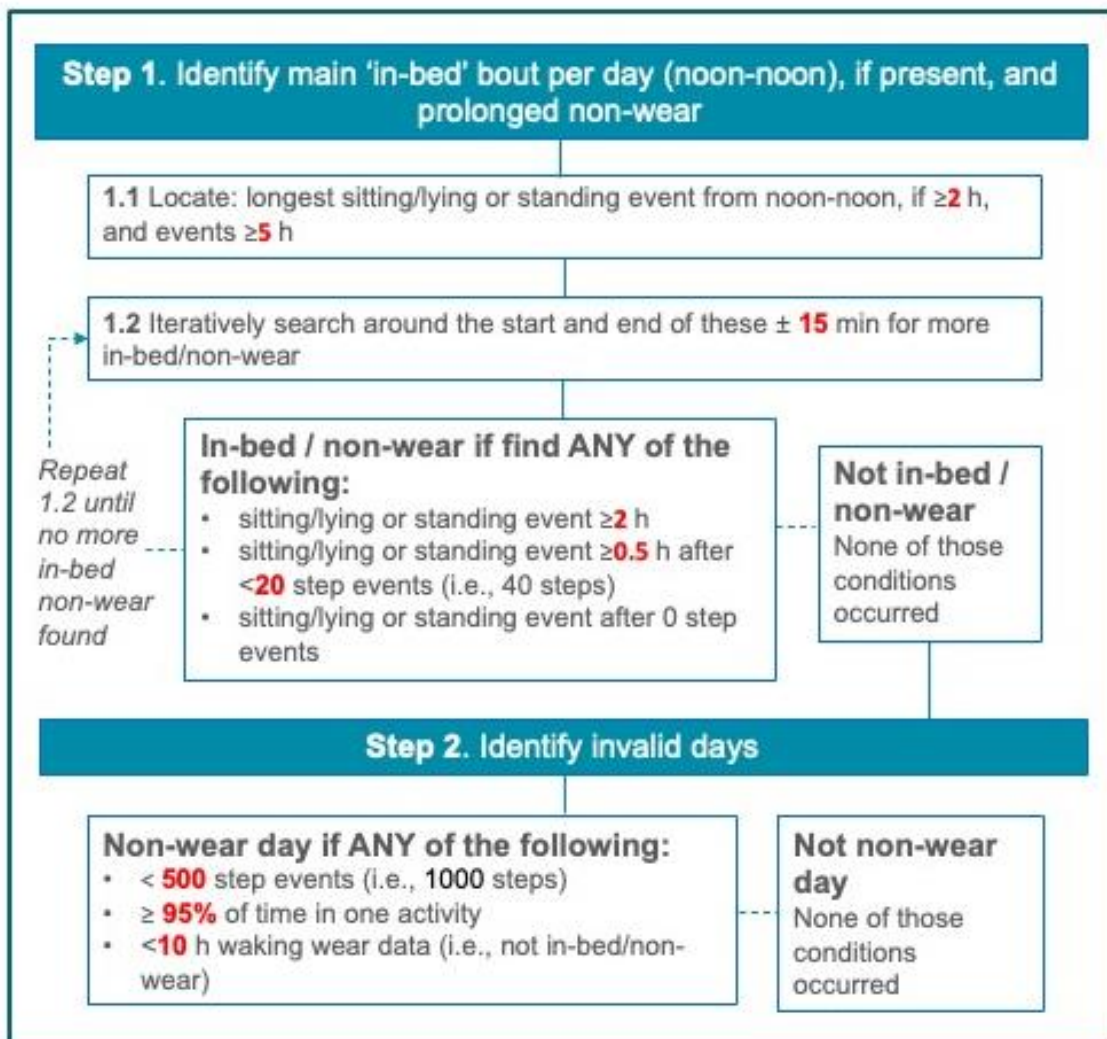 Step 1. Identify main ‘in-bed’ bout per day (noon-noon), if present, and
prolonged non-wear
1.1 Locate: longest sitting/lying or standing event from noon-noon, if ≥2 h,
and events ≥5 h
1.2 Iteratively search around the start and end of these ± 15 min for more
in-bed/non-wear
Repeat
1.2 until
no more
in-bed
non-wear
found
In-bed / non-wear if find ANY of the
following:
• sitting/lying or standing event ≥2 h
• sitting/lying or standing event ≥0.5 h after
<20 step events (i.e., 40 steps)
• sitting/lying or standing event after 0 step
events
Not in-bed /
non-wear
None of those
conditions
occurred
Step 2. Identify invalid days
Non-wear day if ANY of the following:
• < 500 step events (i.e., 1000 steps)
• ≥ 95% of time in one activity
• <10 h waking wear data (i.e., not in-bed/non-
wear)
Not non-wear
day
None of those
conditions
occurred